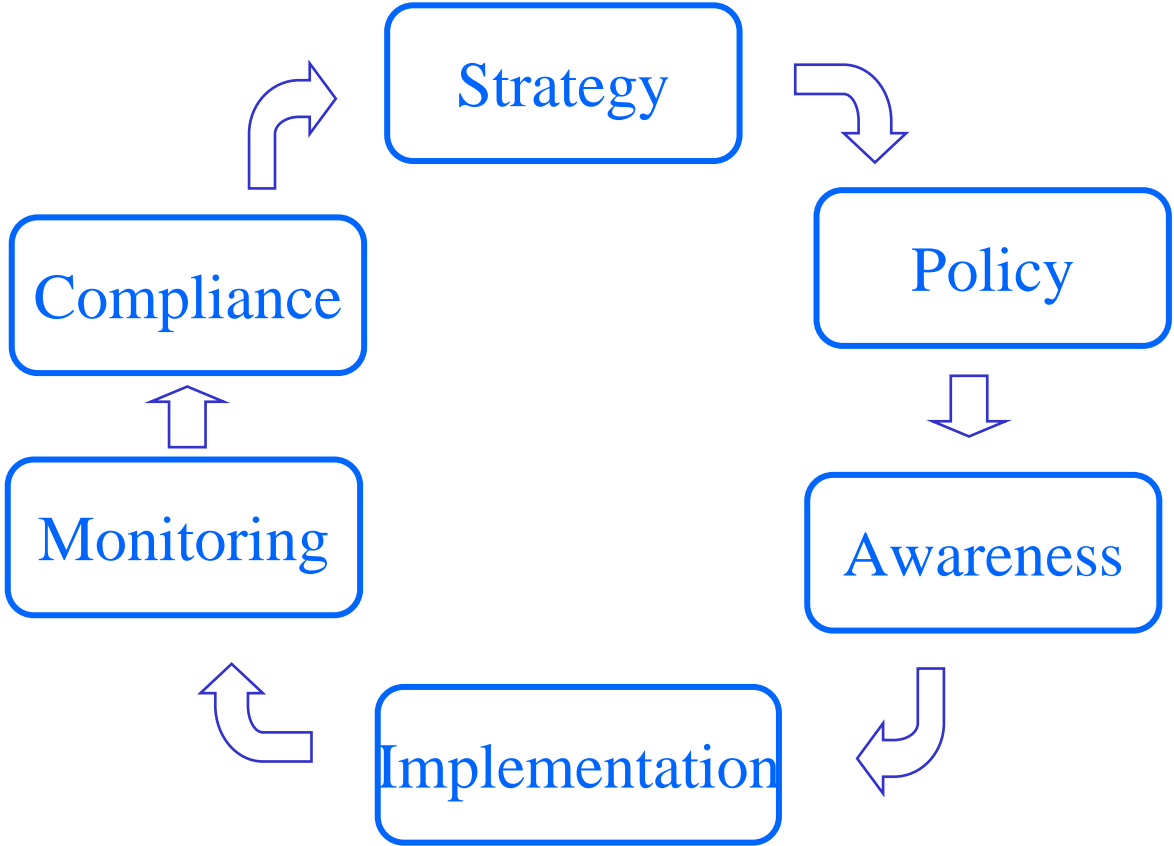 Strategy
Policy
Awareness
Implementation
Monitoring
Compliance